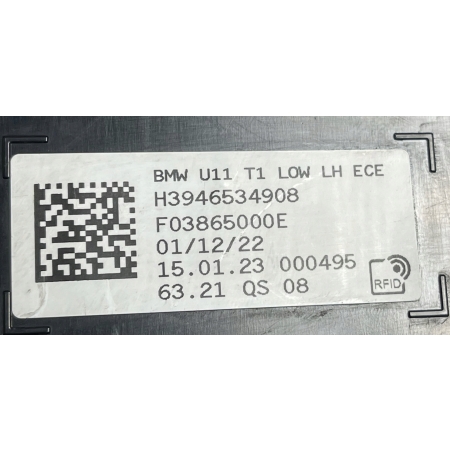 BMW U11 T1 LOW LH ECE
H3946534908
F03865000E
01/12/22
15.01.23 000495
63.21 QS 08
RFID